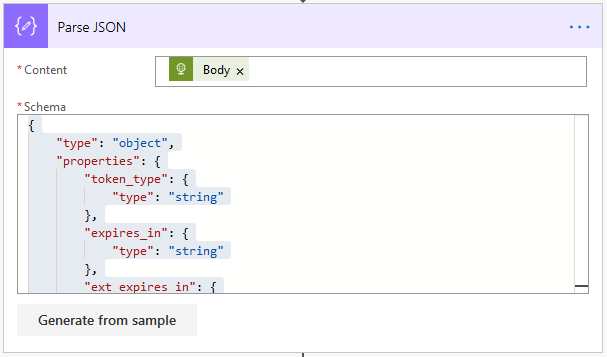 Parse JSON
* Content
Body ×
* Schema
{
"type": "object",
"properties": {
"token_type": {
"type": "string"
},
"expires_in": {
"type": "string"
},
"ext_expires_in": {
Generate from sample